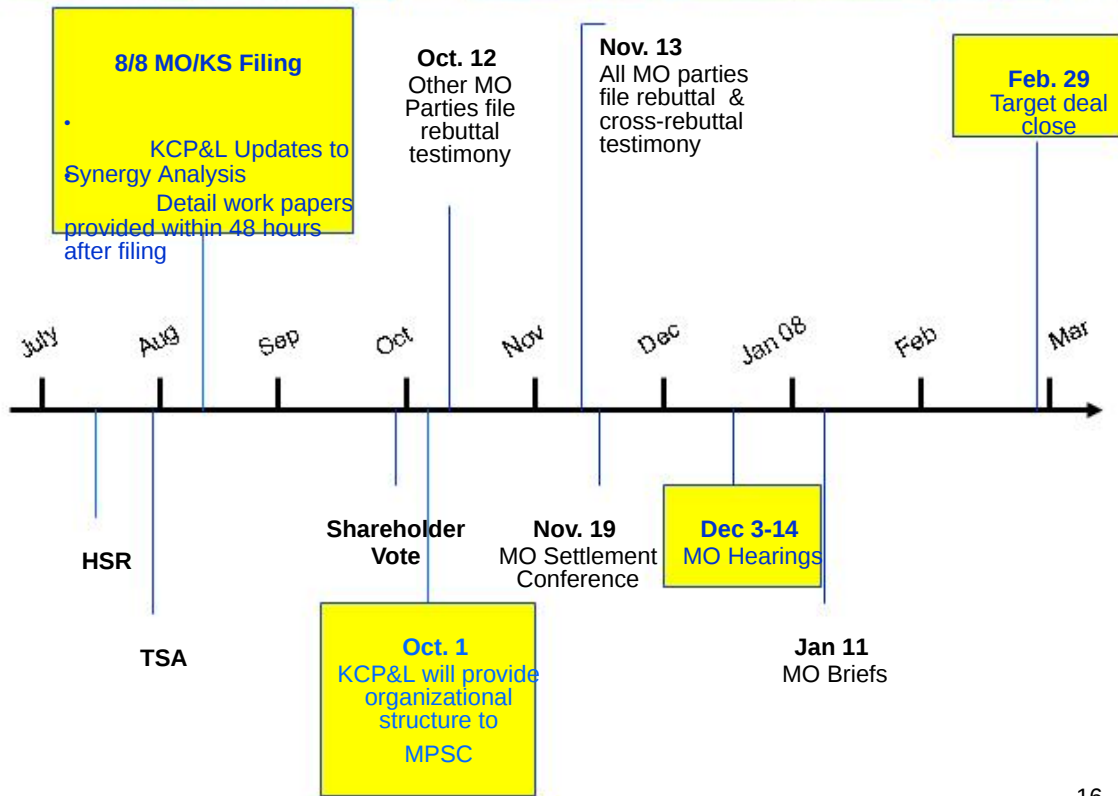 8/8 MO/KS Filing
•
KCP&L Updates to
Synergy Analysis
•
Detail work papers
provided within 48 hours
after filing
Oct. 12
Other MO
Parties file
rebuttal
testimony
Nov. 13
All MO parties
file rebuttal &
cross-rebuttal
testimony
Feb. 29
Target deal
close
July
Aug
Sep
Oct
Nov
Dec
Jan 08
Feb
Mar
HSR
TSA
Shareholder
Vote
Oct. 1
KCP&L will provide
organizational
structure to
MPSC
Nov. 19
MO Settlement
Conference
Dec 3-14
MO Hearings
Jan 11
MO Briefs
16